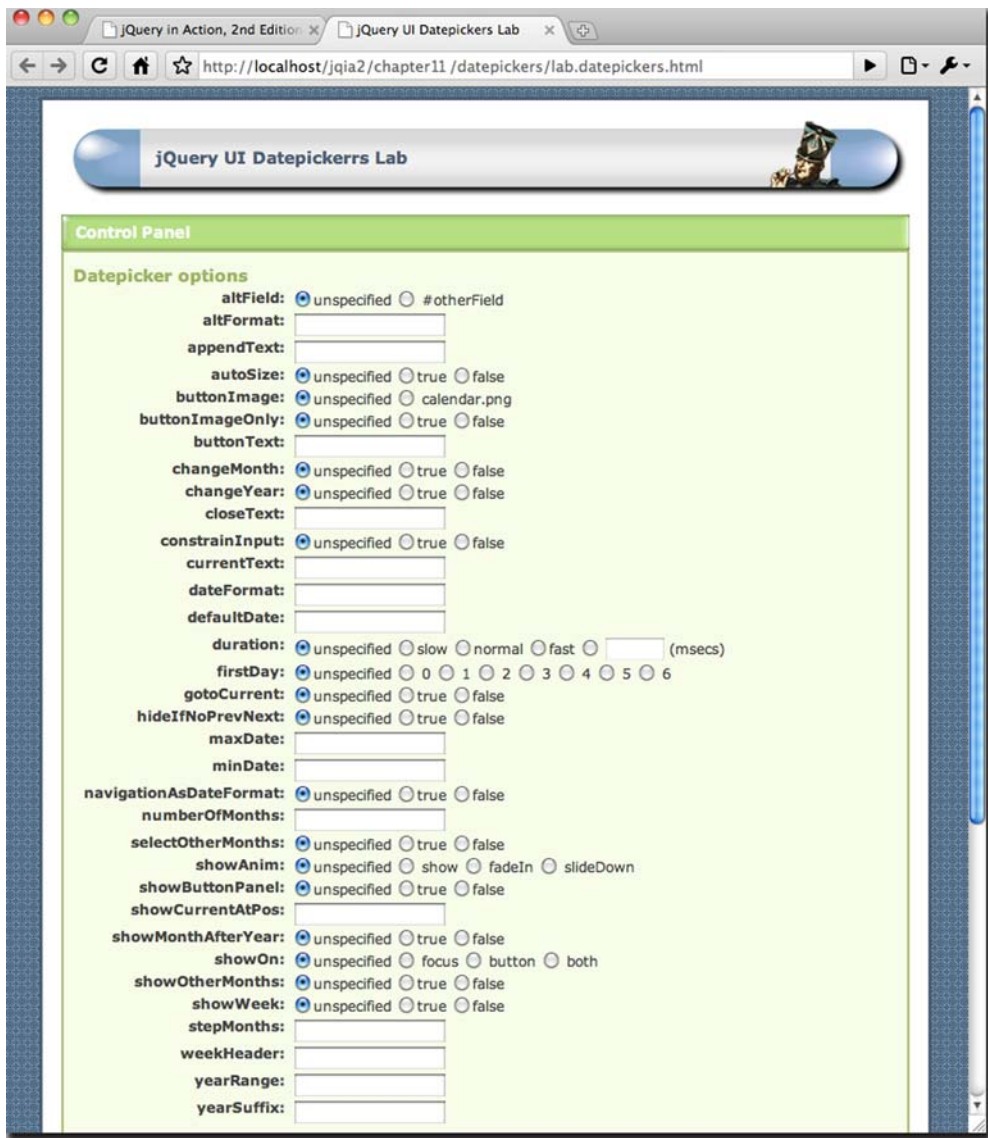 jQuery in Action, 2nd Edition
jQuery UI Datepickers Lab
http://localhost/jqia2/chapter11 /datepickers/lab.datepickers.html
jQuery UI Datepickerrs Lab
Control Panel
Datepicker options
altField: unspecified #otherField
altFormat:
appendText:
autoSize: unspecified true false
buttonImage: unspecified calendar.png
buttonImageOnly: unspecified true false
buttonText:
changeMonth: unspecified true false
changeYear: unspecified true false
closeText:
constrainInput: unspecified true false
currentText:
dateFormat:
defaultDate:
duration: unspecified slow normal fast (msecs)
firstDay: unspecified 0 1 2 3 4 5 6
gotoCurrent: unspecified true false
hideIfNoPrevNext: unspecified true false
maxDate:
minDate:
navigationAsDateFormat: unspecified true false
numberOfMonths:
selectOtherMonths: unspecified true false
showAnim: unspecified show fadeIn slideDown
showButtonPanel: unspecified true false
showCurrentAtPos:
showMonthAfterYear: unspecified true false
showOn: unspecified focus button both
showOtherMonths: unspecified true false
showWeek: unspecified true false
stepMonths:
weekHeader:
yearRange:
yearSuffix: